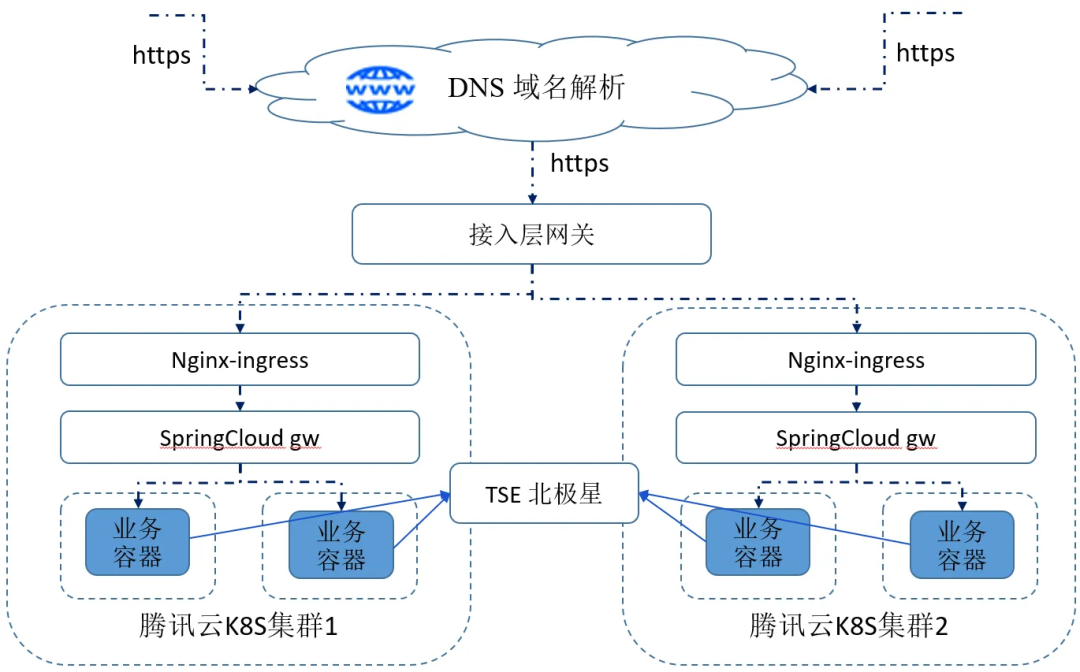 https
https
www
DNS 域名解析
https
接入层网关
Nginx-ingress
SpringCloud gw
业务
容器
业务
容器
腾讯云K8S集群1
TSE 北极星
Nginx-ingress
SpringCloud gw
业务
容器
业务
容器
腾讯云K8S集群2